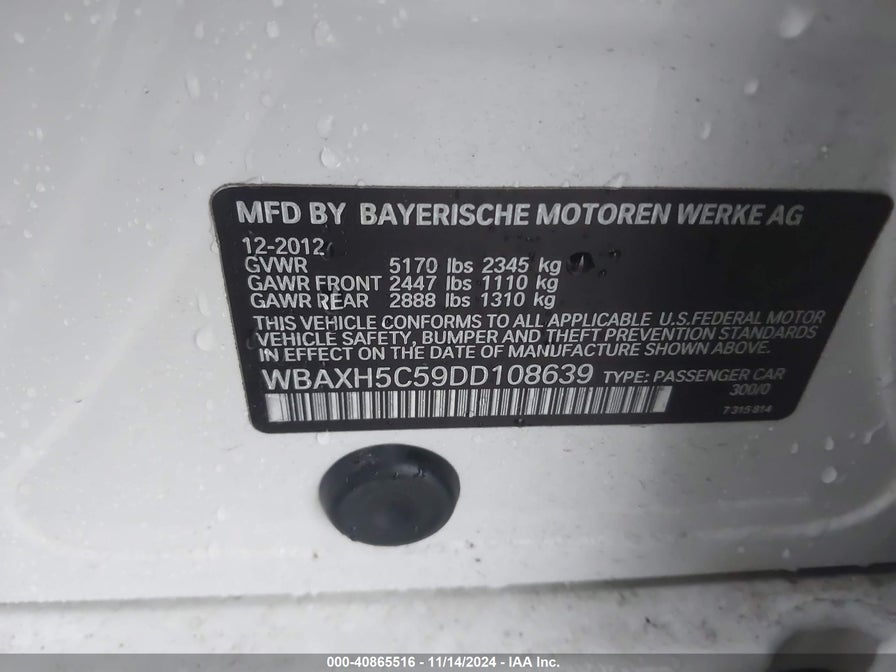 MFD BY BAYERISCHE MOTOREN WERKE AG
12-2012
GVWR 5170 lbs 2345 kg
GAWR FRONT 2447 lbs 1110 kg
GAWR REAR 2888 lbs 1310 kg
THIS VEHICLE CONFORMS TO ALL APPLICABLE U.S.FEDERAL MOTOR
VEHICLE SAFETY, BUMPER AND THEFT PREVENTION STANDARDS
IN EFFECT ON THE DATE OF MANUFACTURE SHOWN ABOVE.
WBAXH5C59DD108639 TYPE: PASSENGER CAR
300/0
7 315 814
000-40865516 - 11/14/2024 - IAA Inc.